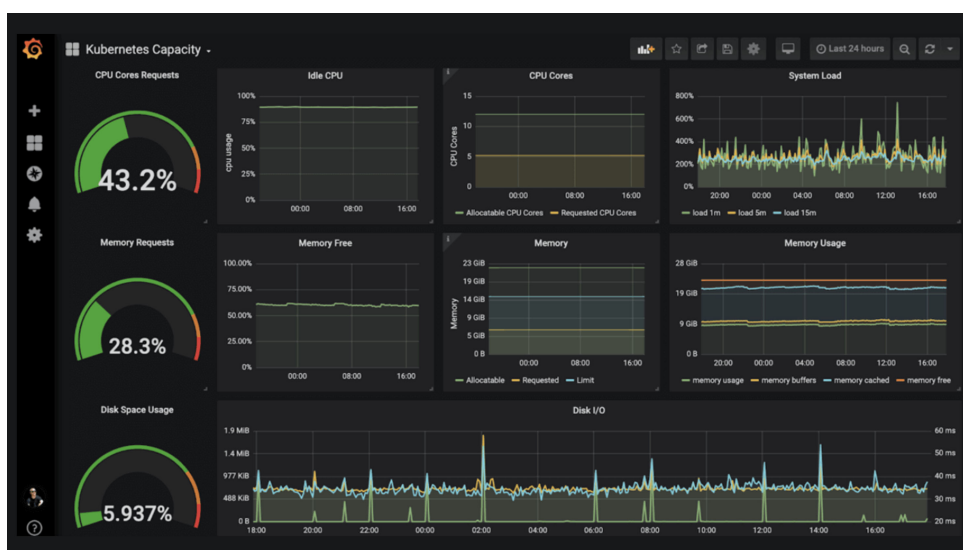 Kubernetes Capacity
Last 24 hours
CPU Cores Requests
43.2%
Idle CPU
100%
75%
50%
25%
0%
cpu usage
00:00 08:00 16:00
CPU Cores
15
10
5
0
CPU Cores
00:00 08:00 16:00
Allocatable CPU Cores Requested CPU Cores
System Load
800%
600%
400%
200%
0%
20:00 00:00 04:00 08:00 12:00 16:00
load 1m load 5m load 15m
Memory Requests
28.3%
Memory Free
100.00%
75.00%
50.00%
25.00%
0%
00:00 08:00 16:00
Memory
23 GiB
19 GiB
14 GiB
9 GiB
5 GiB
0 B
Memory
00:00 08:00 16:00
Allocatable Requested Limit
Memory Usage
28 GiB
19 GiB
9 GiB
0 B
20:00 00:00 04:00 08:00 12:00 16:00
memory usage memory buffers memory cached memory free
Disk Space Usage
5.937%
Disk I/O
1.9 MiB
1.4 MiB
977 KiB
488 KiB
0 B
60 ms
50 ms
40 ms
30 ms
20 ms
18:00 20:00 22:00 00:00 02:00 04:00 06:00 08:00 10:00 12:00 14:00 16:00